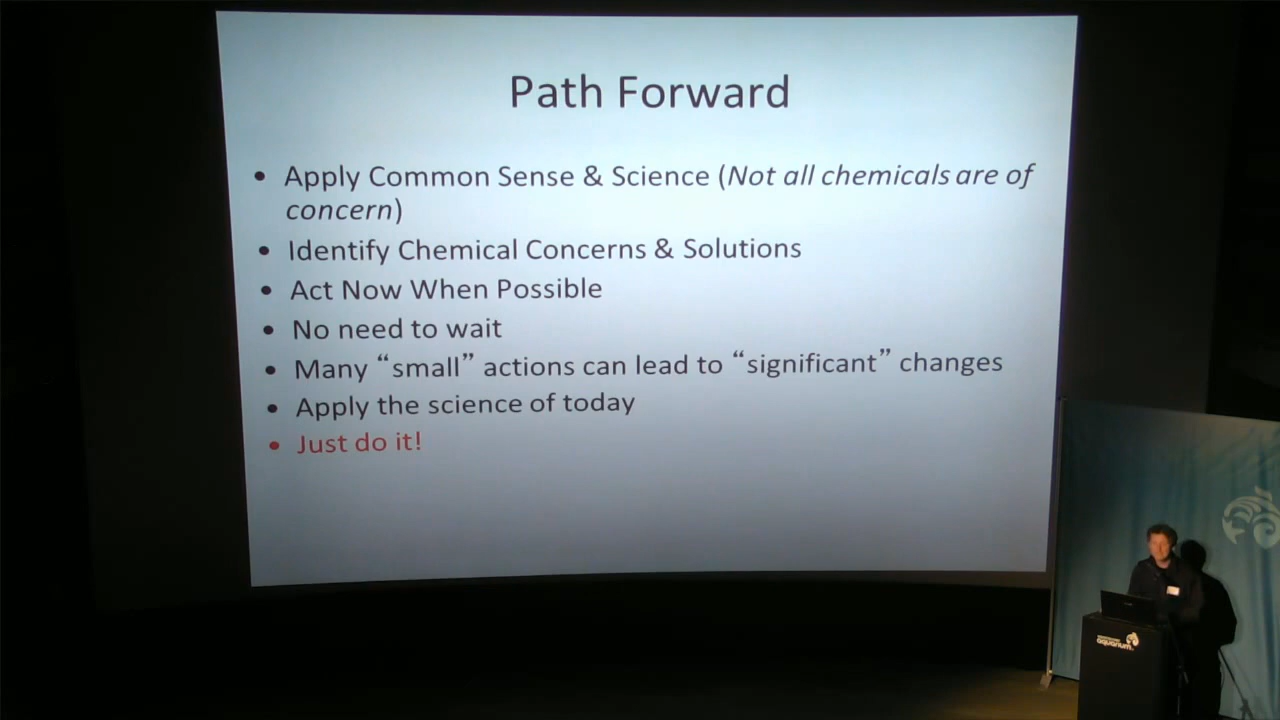 Path Forward
• Apply Common Sense & Science (Not all chemicals are of
concern)
• Identify Chemical Concerns & Solutions
• Act Now When Possible
• No need to wait
• Many “small” actions can lead to “significant” changes
• Apply the science of today
• Just do it!
aquarium